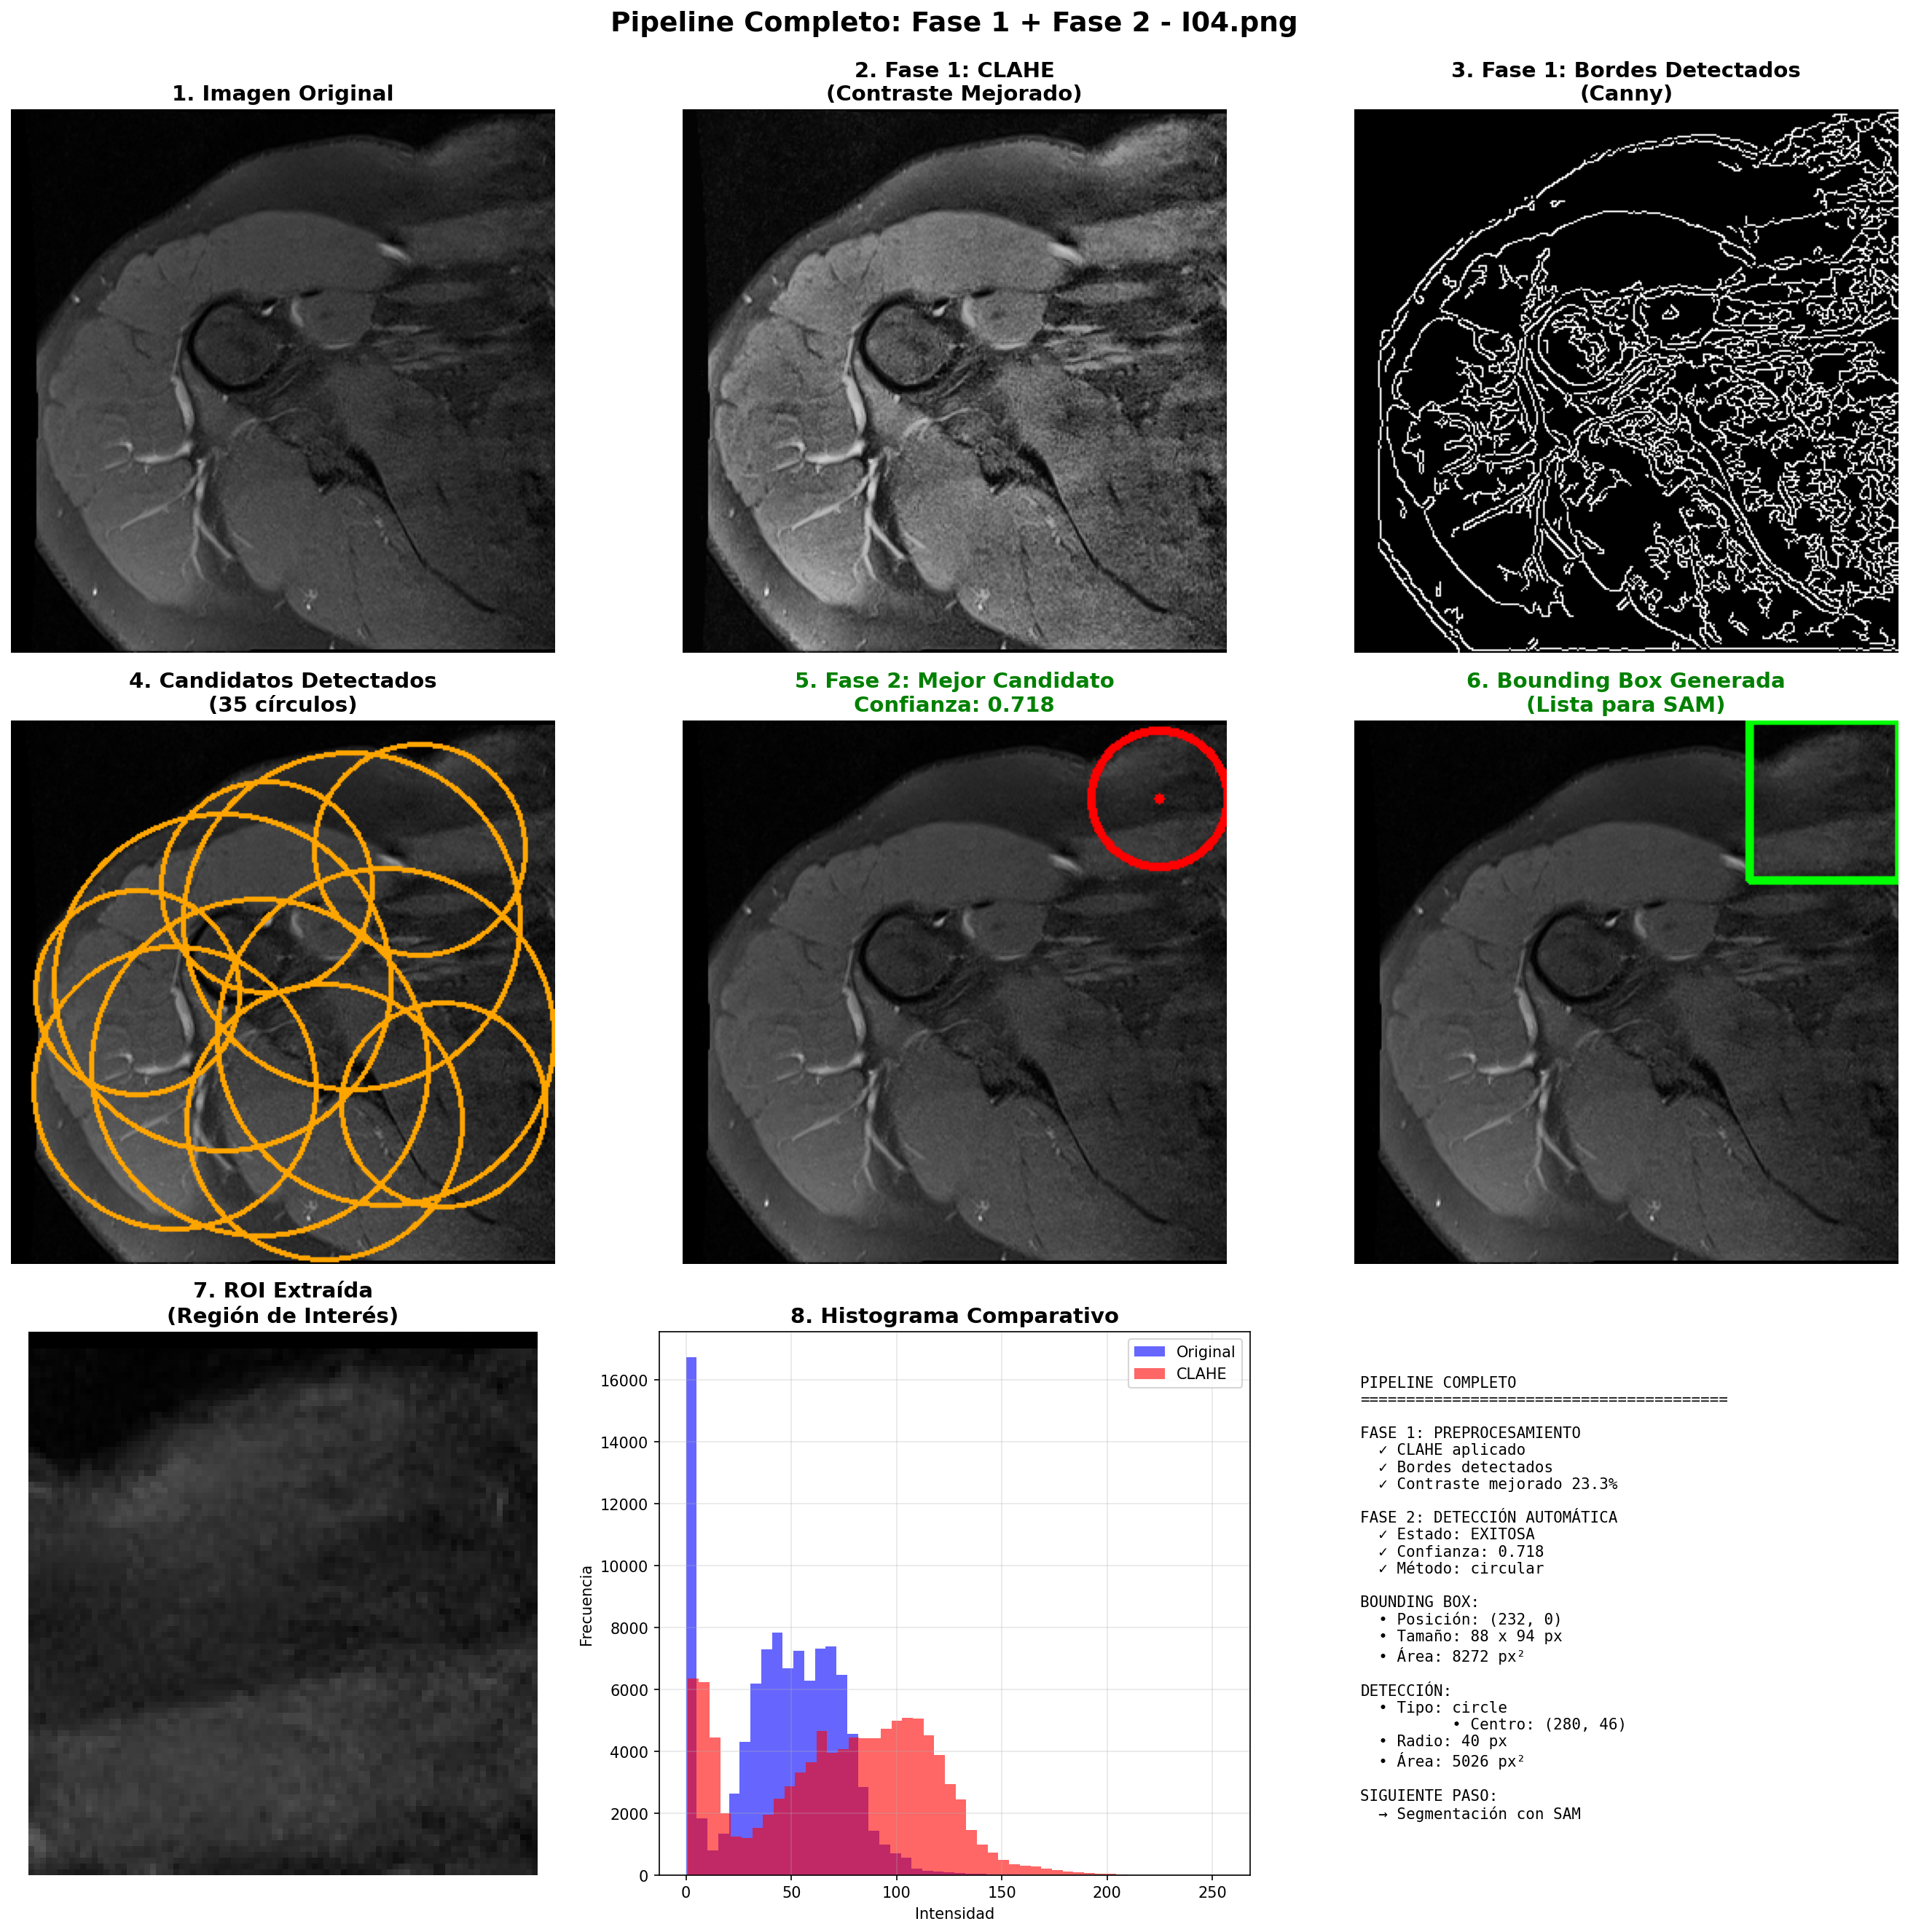 Pipeline Completo: Fase 1 + Fase 2 - I04.png
1. Imagen Original
2. Fase 1: CLAHE
(Contraste Mejorado)
3. Fase 1: Bordes Detectados
(Canny)
4. Candidatos Detectados
(35 círculos)
5. Fase 2: Mejor Candidato
Confianza: 0.718
6. Bounding Box Generada
(Lista para SAM)
7. ROI Extraída
(Región de Interés)
8. Histograma Comparativo
Original
CLAHE
16000
14000
12000
10000
8000
6000
4000
2000
0
Frecuencia
0 50 100 150 200 250
Intensidad
PIPELINE COMPLETO
========================================
FASE 1: PREPROCESAMIENTO
✓ CLAHE aplicado
✓ Bordes detectados
✓ Contraste mejorado 23.3%
FASE 2: DETECCIÓN AUTOMÁTICA
✓ Estado: EXITOSA
✓ Confianza: 0.718
✓ Método: circular
BOUNDING BOX:
• Posición: (232, 0)
• Tamaño: 88 x 94 px
• Área: 8272 px²
DETECCIÓN:
• Tipo: circle
• Centro: (280, 46)
• Radio: 40 px
• Área: 5026 px²
SIGUIENTE PASO:
→ Segmentación con SAM